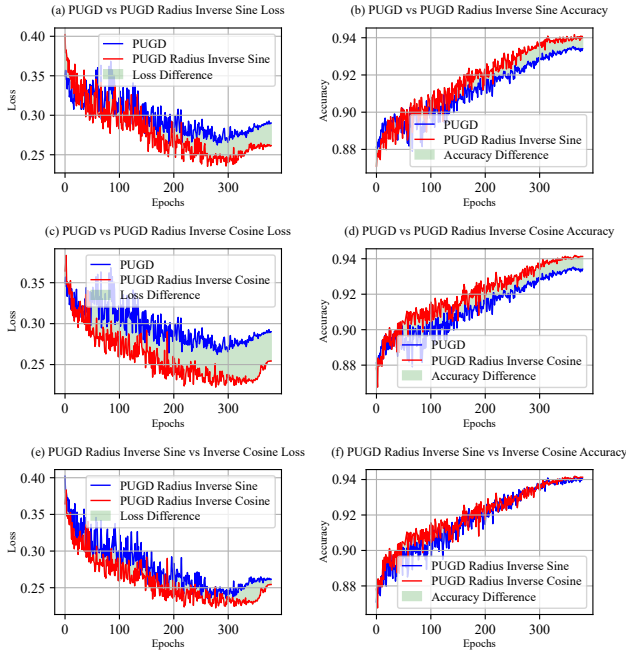 (a) PUGD vs PUGD Radius Inverse Sine Loss
0.40
0.35
0.30
0.25
Loss
PUGD
PUGD Radius Inverse Sine
Loss Difference
0
100
200
300
Epochs
(b) PUGD vs PUGD Radius Inverse Sine Accuracy
0.94
0.92
0.90
0.88
Accuracy
PUGD
PUGD Radius Inverse Sine
Accuracy Difference
0
100
200
300
Epochs
(c) PUGD vs PUGD Radius Inverse Cosine Loss
0.35
0.30
0.25
Loss
PUGD
PUGD Radius Inverse Cosine
Loss Difference
0
100
200
300
Epochs
(d) PUGD vs PUGD Radius Inverse Cosine Accuracy
0.94
0.92
0.90
0.88
Accuracy
PUGD
PUGD Radius Inverse Cosine
Accuracy Difference
0
100
200
300
Epochs
(e) PUGD Radius Inverse Sine vs Inverse Cosine Loss
0.40
0.35
0.30
0.25
Loss
PUGD Radius Inverse Sine
PUGD Radius Inverse Cosine
Loss Difference
0
100
200
300
Epochs
(f) PUGD Radius Inverse Sine vs Inverse Cosine Accuracy
0.94
0.92
0.90
0.88
Accuracy
PUGD Radius Inverse Sine
PUGD Radius Inverse Cosine
Accuracy Difference
0
100
200
300
Epochs